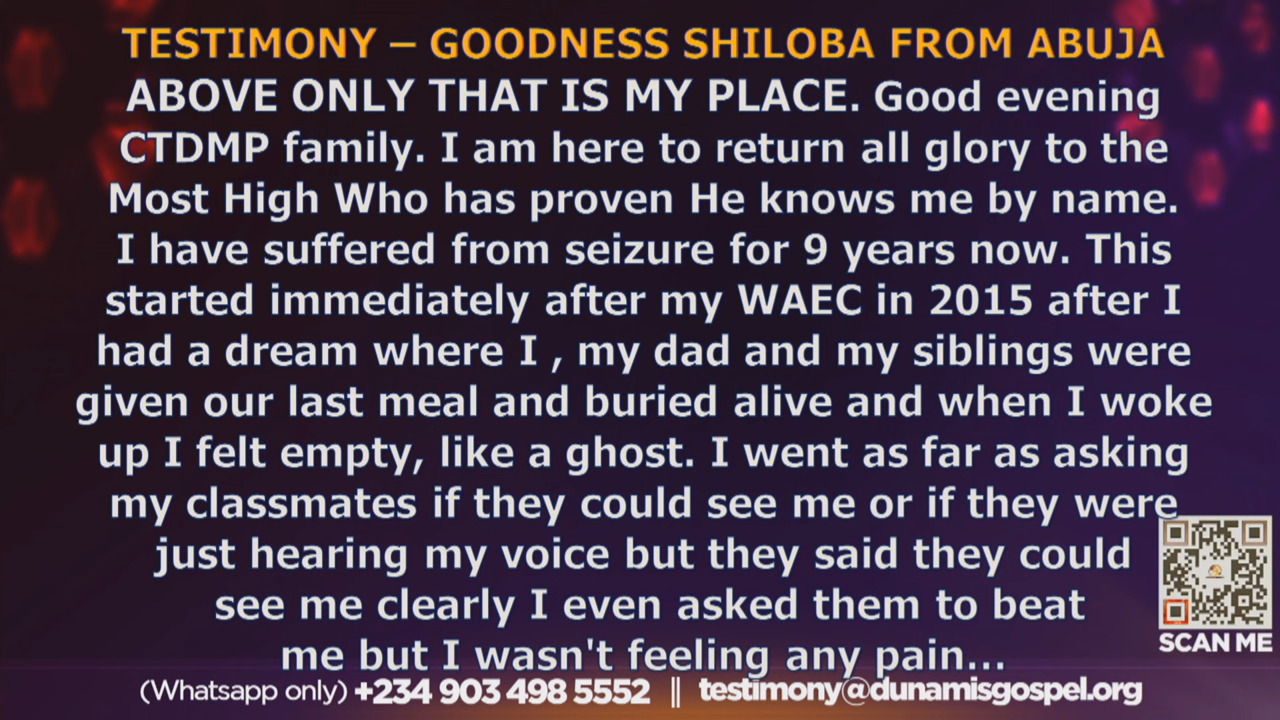 TESTIMONY – GOODNESS SHILOBA FROM ABUJA
ABOVE ONLY THAT IS MY PLACE. Good evening
CTDMP family. I am here to return all glory to the
Most High Who has proven He knows me by name.
I have suffered from seizure for 9 years now. This
started immediately after my WAEC in 2015 after I
had a dream where I , my dad and my siblings were
given our last meal and buried alive and when I woke
up I felt empty, like a ghost. I went as far as asking
my classmates if they could see me or if they were
just hearing my voice but they said they could
see me clearly I even asked them to beat
me but I wasn't feeling any pain...
SCAN ME
(Whatsapp only) +234 903 498 5552 || testimony@dunamisgospel.org